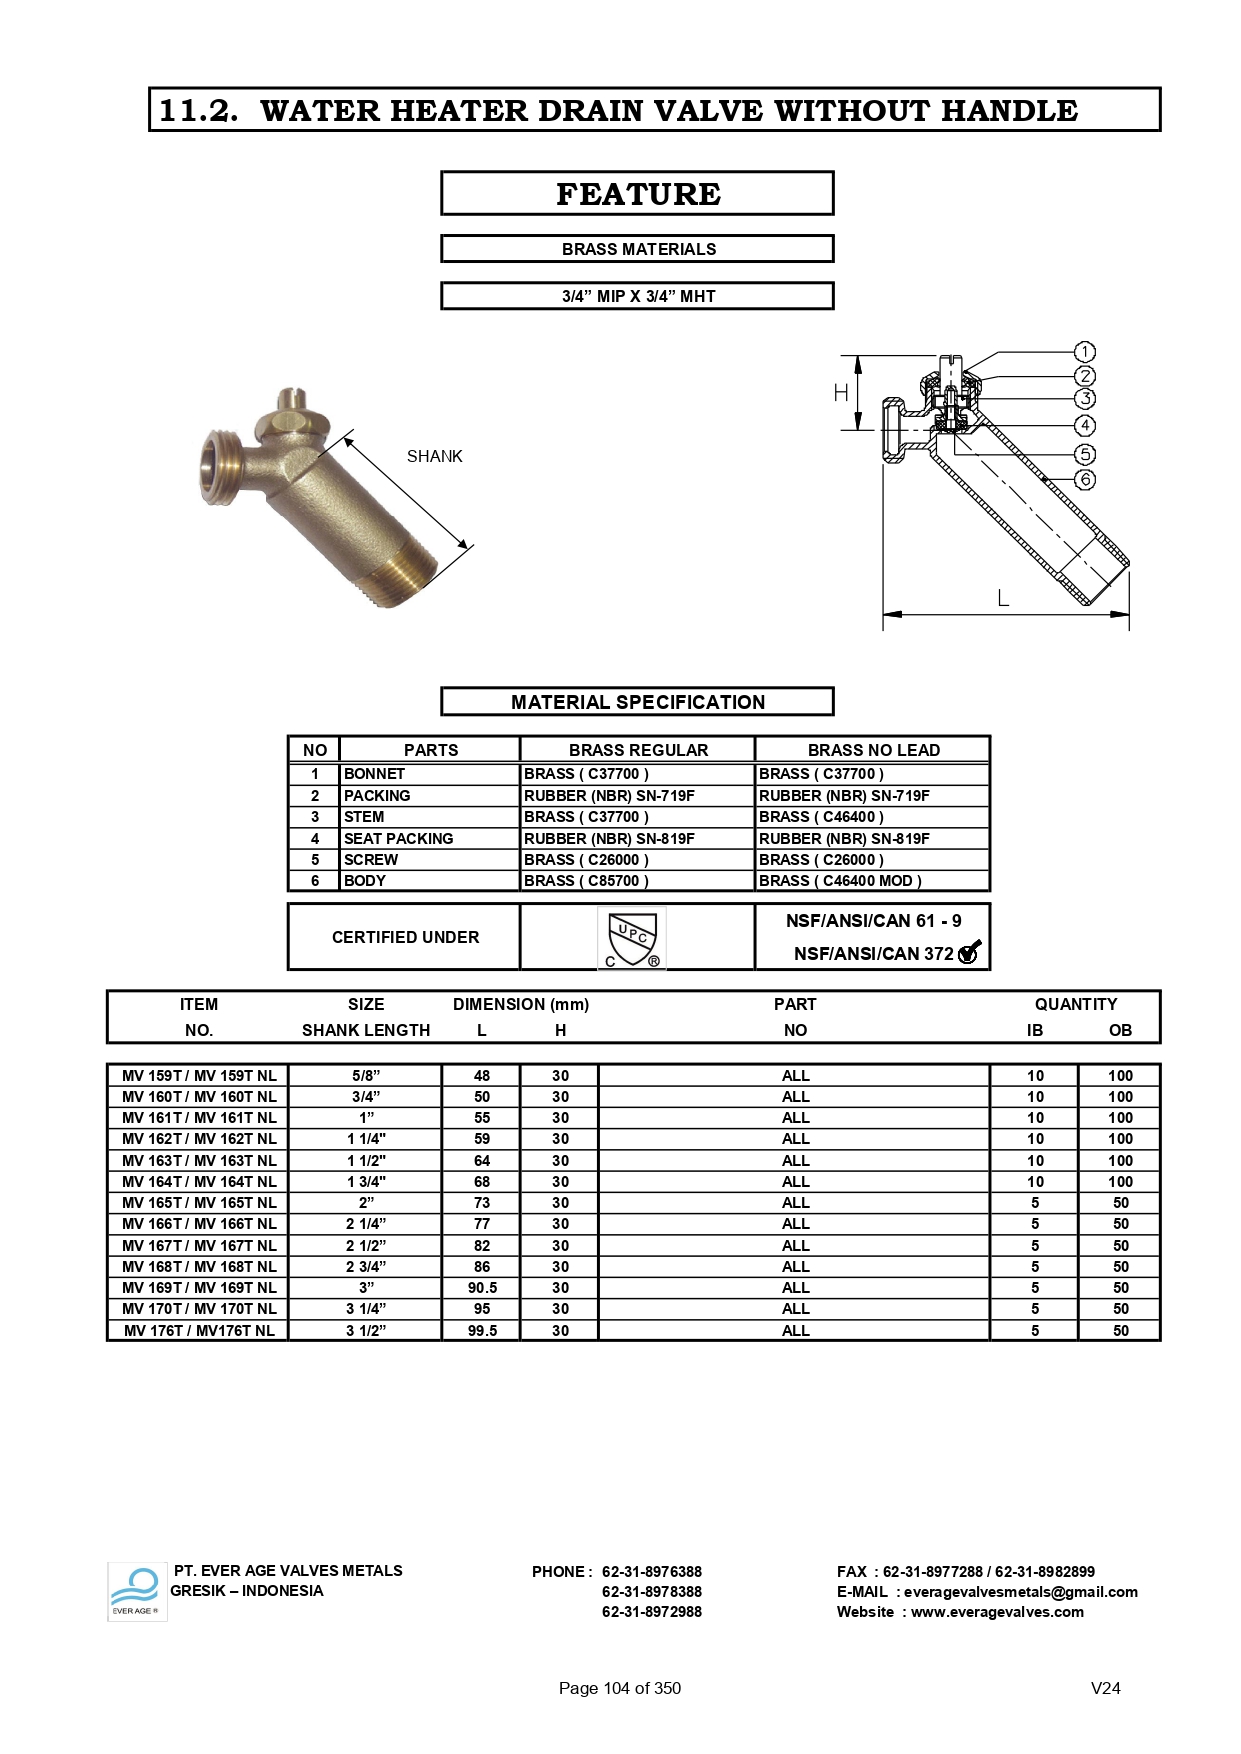 11.2. WATER HEATER DRAIN VALVE WITHOUT HANDLE
FEATURE
BRASS MATERIALS
3/4” MIP X 3/4” MHT
SHANK
H
L
1
2
3
4
5
6
MATERIAL SPECIFICATION
NO PARTS BRASS REGULAR BRASS NO LEAD
1 BONNET BRASS ( C37700 ) BRASS ( C37700 )
2 PACKING RUBBER (NBR) SN-719F RUBBER (NBR) SN-719F
3 STEM BRASS ( C37700 ) BRASS ( C46400 )
4 SEAT PACKING RUBBER (NBR) SN-819F RUBBER (NBR) SN-819F
5 SCREW BRASS ( C26000 ) BRASS ( C26000 )
6 BODY BRASS ( C85700 ) BRASS ( C46400 MOD )
CERTIFIED UNDER
UPC
C ®
NSF/ANSI/CAN 61 - 9
NSF/ANSI/CAN 372
ITEM SIZE DIMENSION (mm) PART QUANTITY
NO. SHANK LENGTH L H NO IB OB
MV 159T / MV 159T NL 5/8” 48 30 ALL 10 100
MV 160T / MV 160T NL 3/4” 50 30 ALL 10 100
MV 161T / MV 161T NL 1” 55 30 ALL 10 100
MV 162T / MV 162T NL 1 1/4" 59 30 ALL 10 100
MV 163T / MV 163T NL 1 1/2" 64 30 ALL 10 100
MV 164T / MV 164T NL 1 3/4" 68 30 ALL 10 100
MV 165T / MV 165T NL 2” 73 30 ALL 5 50
MV 166T / MV 166T NL 2 1/4” 77 30 ALL 5 50
MV 167T / MV 167T NL 2 1/2” 82 30 ALL 5 50
MV 168T / MV 168T NL 2 3/4” 86 30 ALL 5 50
MV 169T / MV 169T NL 3” 90.5 30 ALL 5 50
MV 170T / MV 170T NL 3 1/4” 95 30 ALL 5 50
MV 176T / MV176T NL 3 1/2” 99.5 30 ALL 5 50
EVER AGE ®
PT. EVER AGE VALVES METALS PHONE : 62-31-8976388 FAX : 62-31-8977288 / 62-31-8982899
GRESIK – INDONESIA 62-31-8978388 E-MAIL : everagevalvesmetals@gmail.com
62-31-8972988 Website : www.everagevalves.com
Page 104 of 350 V24